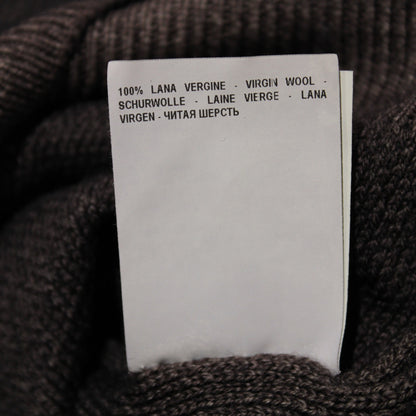 100% LANA VERGINE - VIRGIN WOOL -
SCHURWOLLE - LAINE VIERGE - LANA
VIRGEN - ЧИТАЯ ШЕРСТЬ